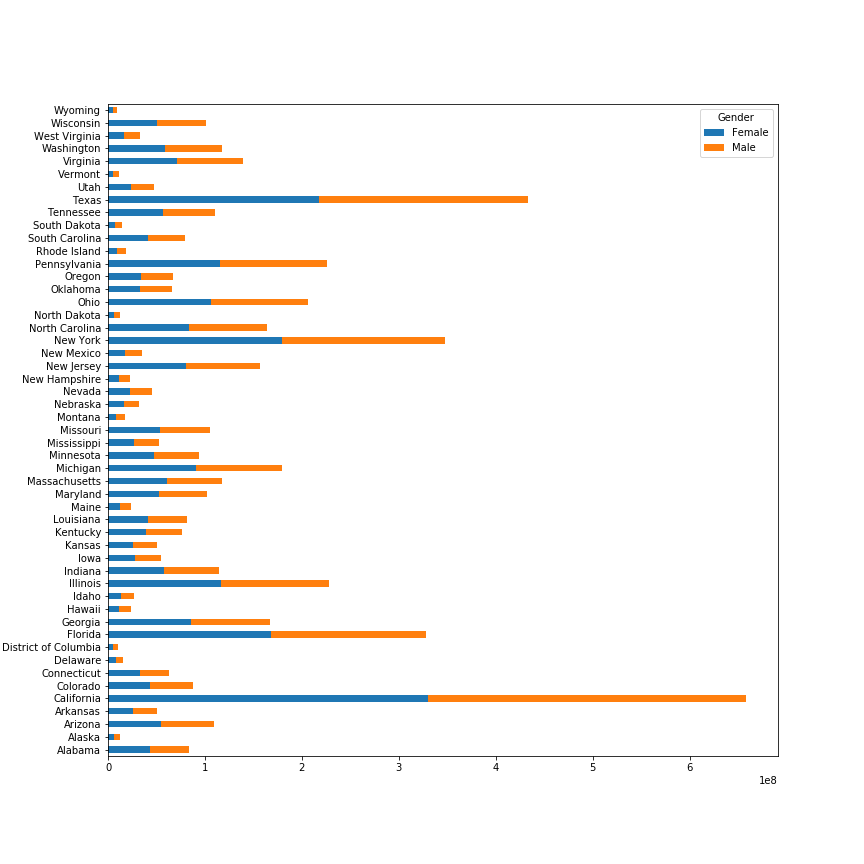 Gender
Female
Male
Wyoming
Wisconsin
West Virginia
Washington
Virginia
Vermont
Utah
Texas
Tennessee
South Dakota
South Carolina
Rhode Island
Pennsylvania
Oregon
Oklahoma
Ohio
North Dakota
North Carolina
New York
New Mexico
New Jersey
New Hampshire
Nevada
Nebraska
Montana
Missouri
Mississippi
Minnesota
Michigan
Massachusetts
Maryland
Maine
Louisiana
Kentucky
Kansas
Iowa
Indiana
Illinois
Idaho
Hawaii
Georgia
Florida
District of Columbia
Delaware
Connecticut
Colorado
California
Arkansas
Arizona
Alaska
Alabama
0 1 2 3 4 5 6
1e8